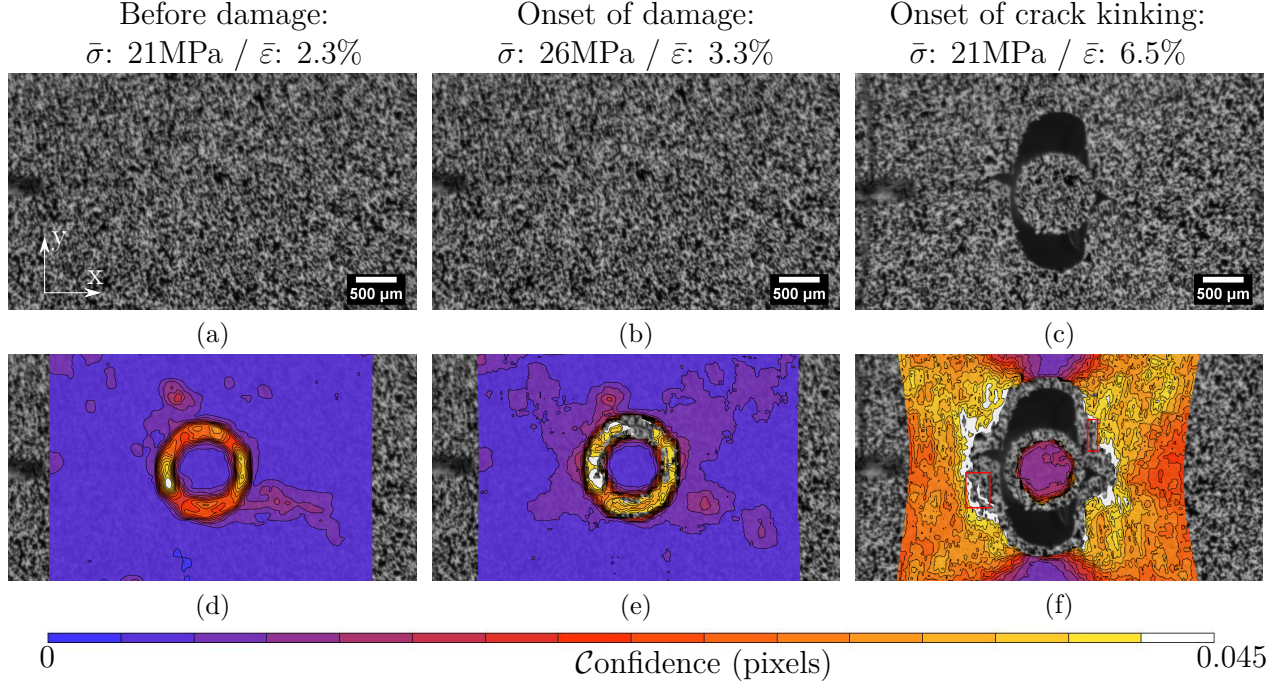 Before damage:
σ̄: 21MPa / ε̄: 2.3%
Onset of damage:
σ̄: 26MPa / ε̄: 3.3%
Onset of crack kinking:
σ̄: 21MPa / ε̄: 6.5%
y
x
500 µm
500 µm
500 µm
(a)
(b)
(c)
(d)
(e)
(f)
0
0.045
𝒞onfidence (pixels)